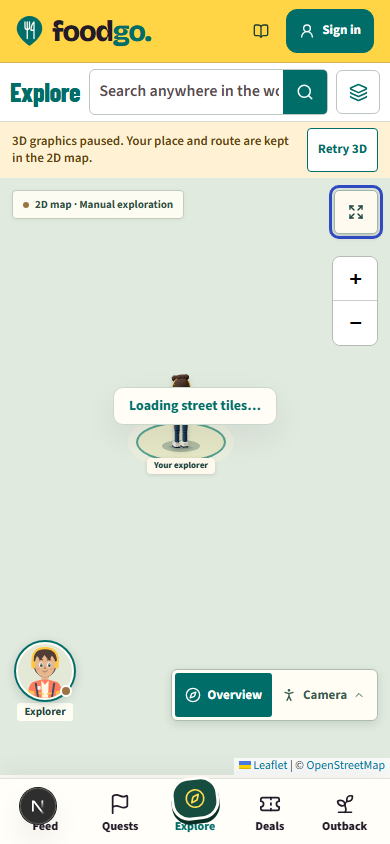 foodgo.
Sign in
Explore
Search anywhere in the wo
3D graphics paused. Your place and route are kept
in the 2D map.
Retry 3D
2D map · Manual exploration
+
−
Loading street tiles…
Your explorer
Explorer
Overview
Camera
Leaflet | © OpenStreetMap
N
Feed
Quests
Explore
Deals
Outback